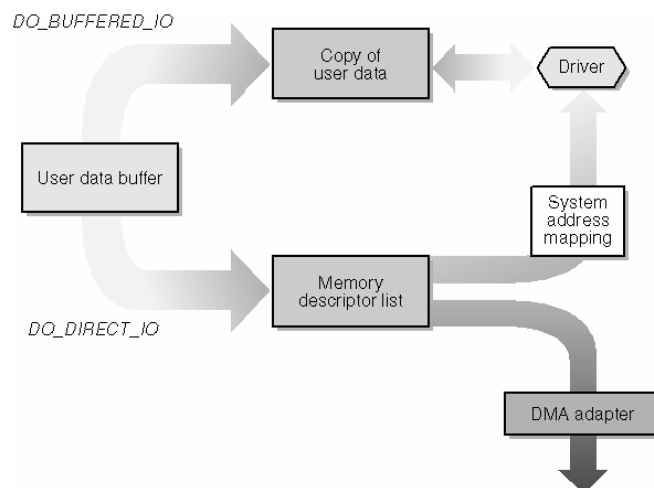 DO_BUFFERED_IO
Copy of
user data
Driver
User data buffer
System
address
mapping
Memory
descriptor list
DO_DIRECT_IO
DMA adapter